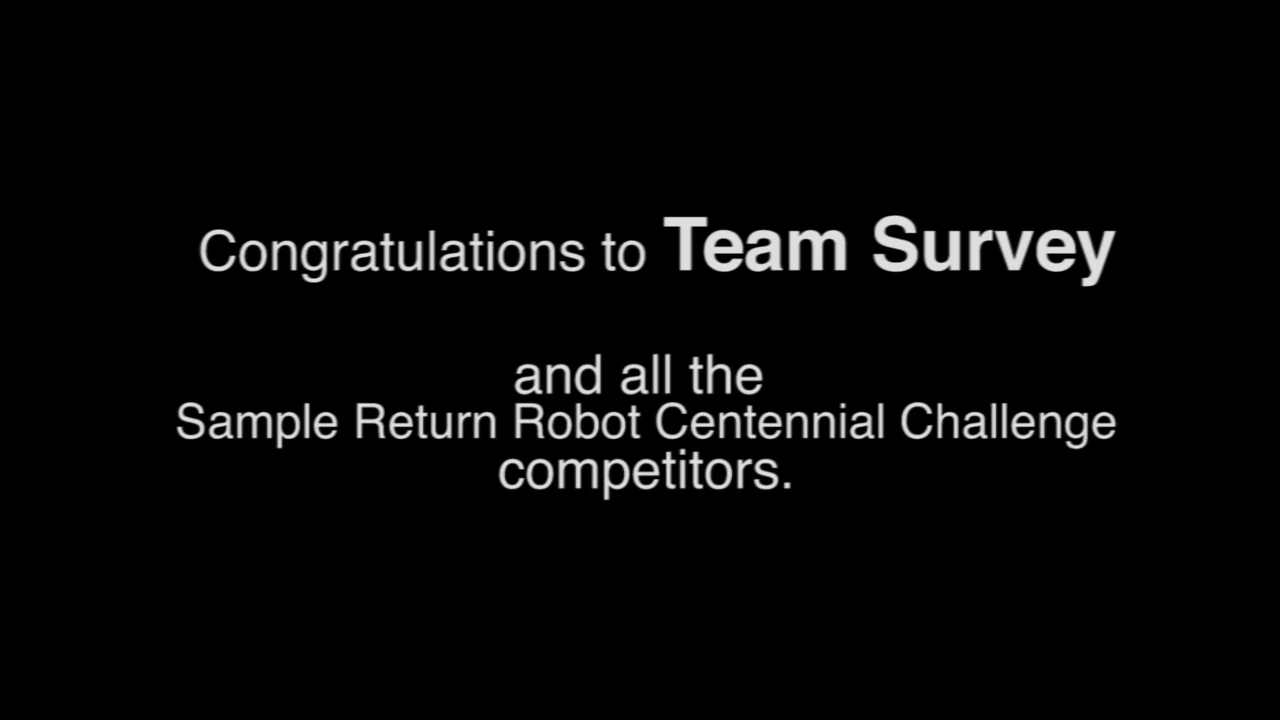 Congratulations to Team Survey
and all the
Sample Return Robot Centennial Challenge
competitors.